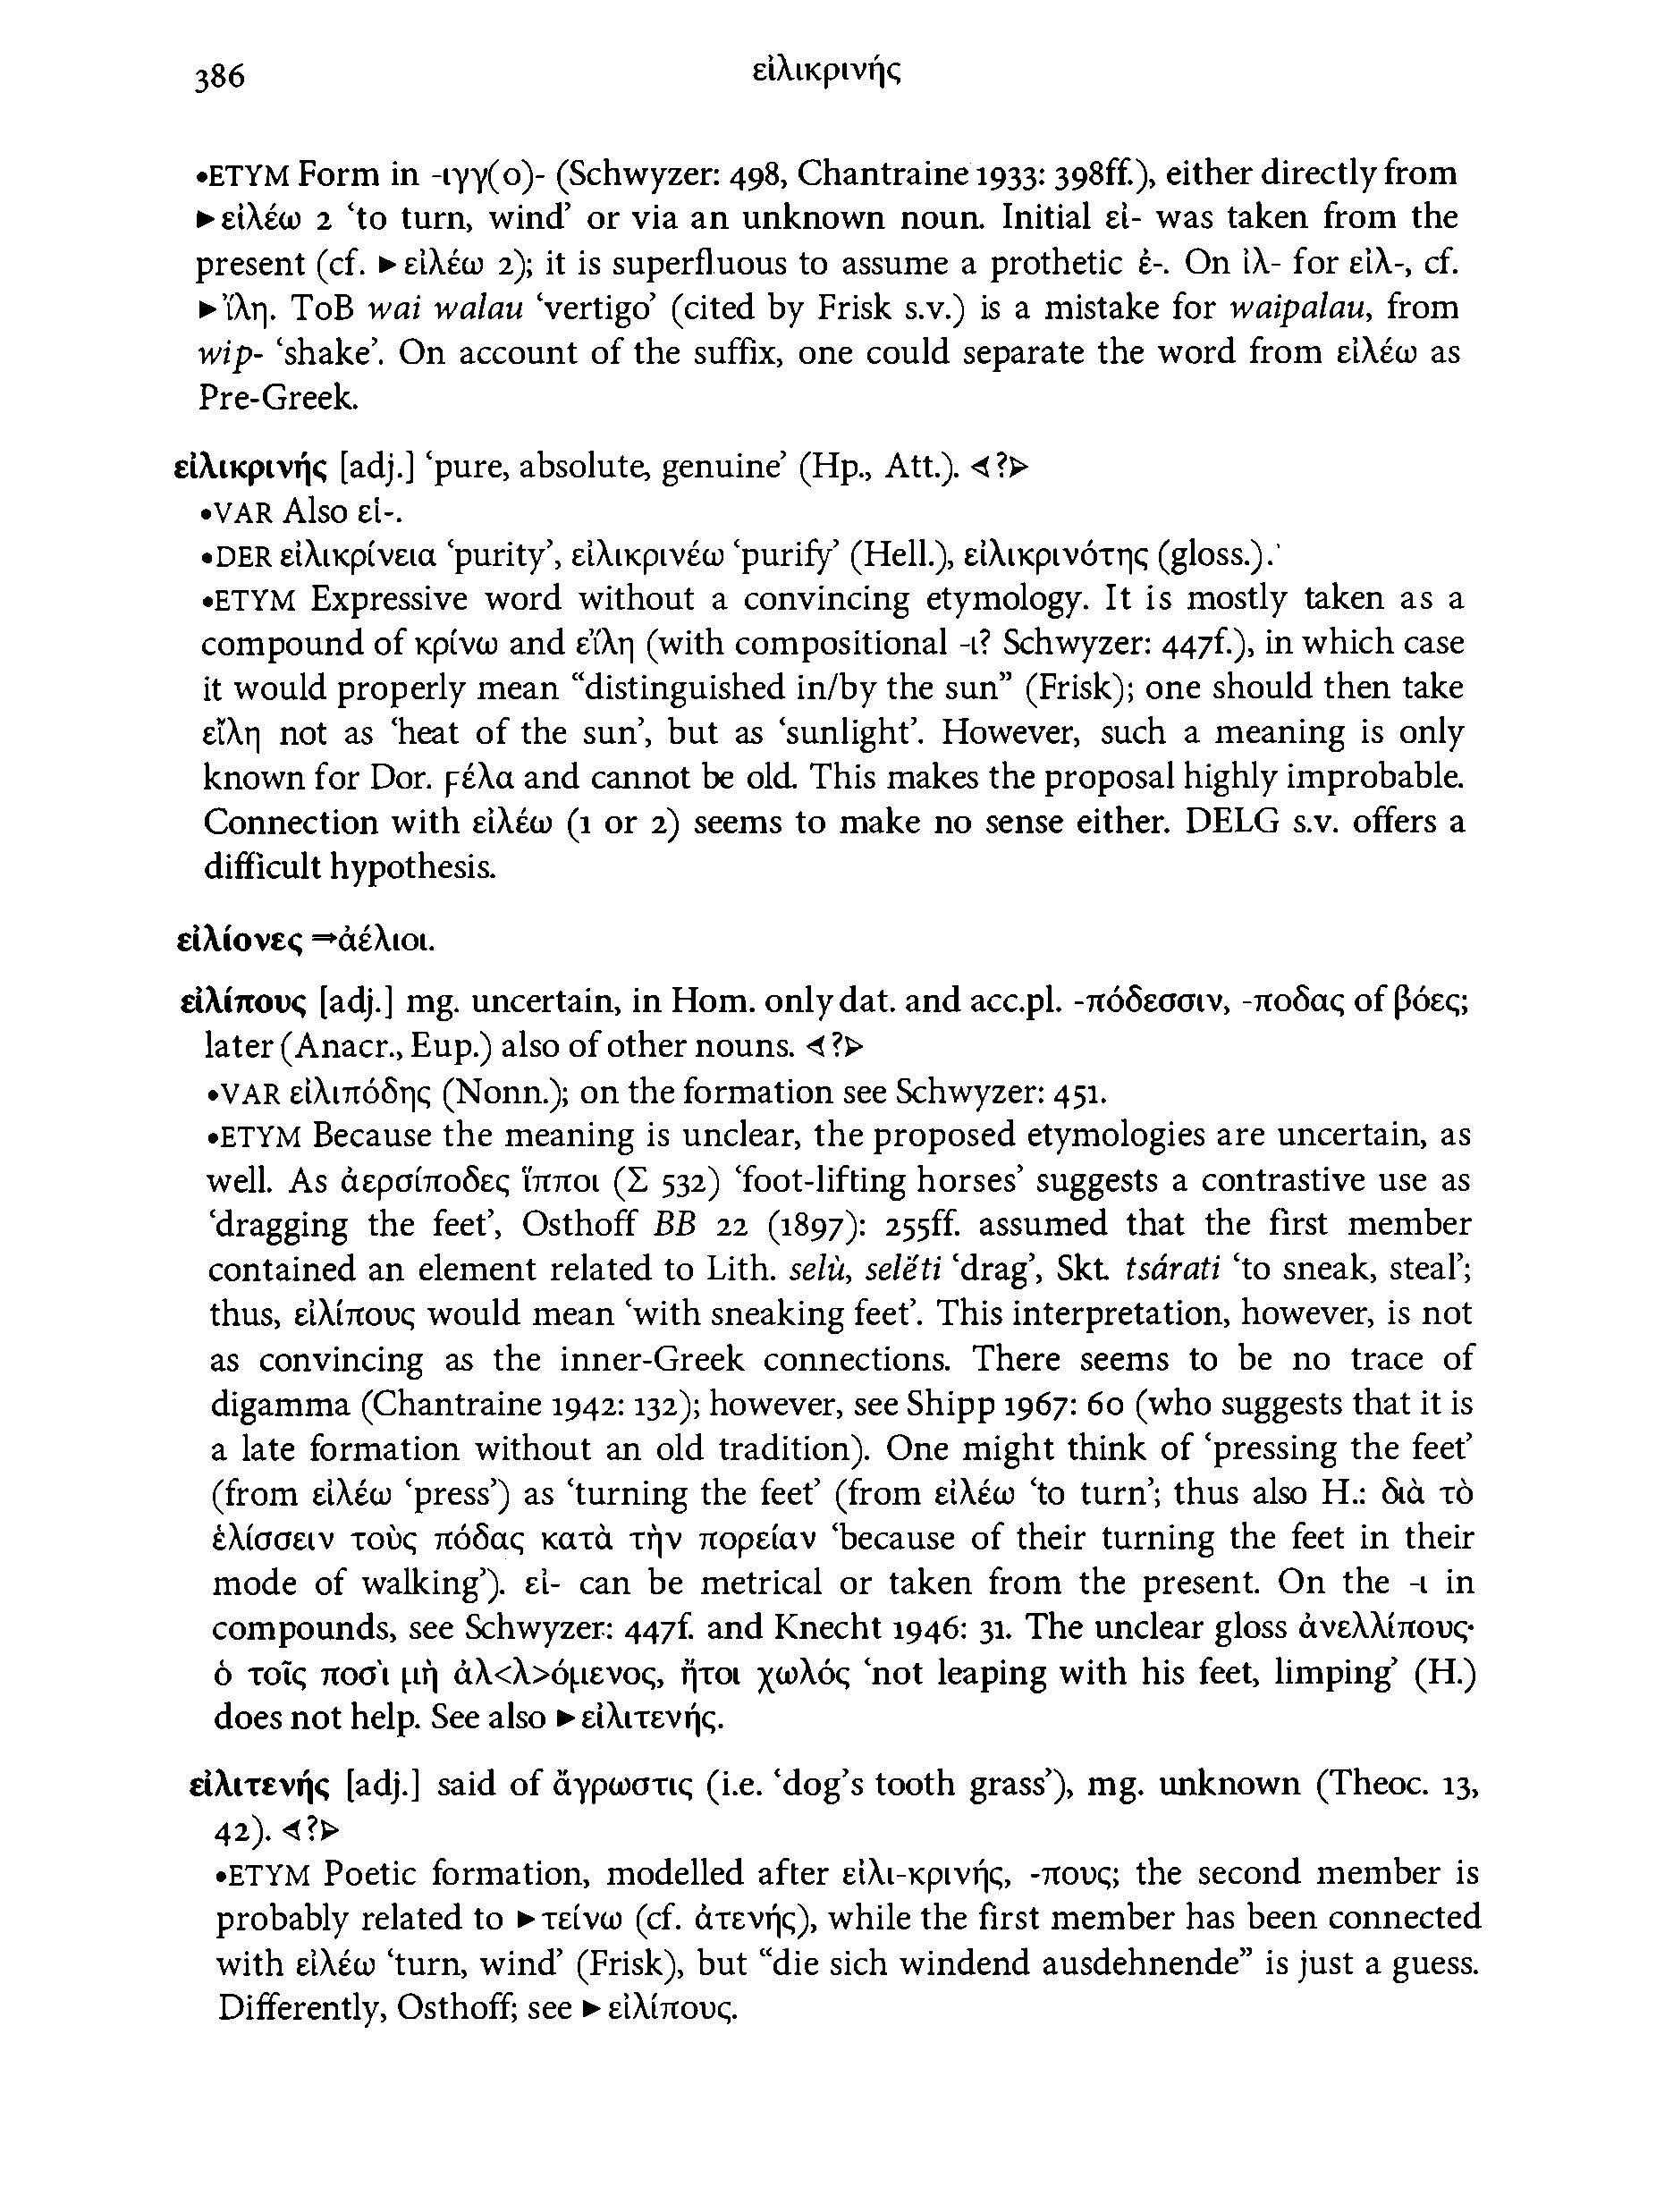 386
εἰλικρινής
•ETYM Form in -ιγγ(ο)- (Schwyzer: 498, Chantraine 1933: 398ff.), either directly from
►εἰλέω 2 ‘to turn, wind’ or via an unknown noun. Initial εἰ- was taken from the
present (cf. ►εἰλέω 2); it is superfluous to assume a prothetic ἐ-. On ἰλ- for εἰλ-, cf.
►ἴλη. ToB wai walau ‘vertigo’ (cited by Frisk s.v.) is a mistake for waipalau, from
wip- ‘shake’. On account of the suffix, one could separate the word from εἰλέω as
Pre-Greek.
εἰλικρινής [adj.] ‘pure, absolute, genuine’ (Hp., Att.). ⊲?⊳
•VAR Also εἱ-.
•DER εἰλικρίνεια ‘purity’, εἰλικρινέω ‘purify’ (Hell.), εἰλικρινότης (gloss.).
•ETYM Expressive word without a convincing etymology. It is mostly taken as a
compound of κρίνω and εἵλη (with compositional -ι? Schwyzer: 447f.), in which case
it would properly mean “distinguished in/by the sun” (Frisk); one should then take
εἵλη not as ‘heat of the sun’, but as ‘sunlight’. However, such a meaning is only
known for Dor. ϝέλα and cannot be old. This makes the proposal highly improbable.
Connection with εἰλέω (1 or 2) seems to make no sense either. DELG s.v. offers a
difficult hypothesis.
εἰλίονες ⇒ἀέλιοι.
εἰλίπους [adj.] mg. uncertain, in Hom. only dat. and acc.pl. -πόδεσσιν, -ποδας of βόες;
later (Anacr., Eup.) also of other nouns. ⊲?⊳
•VAR εἰλιπόδης (Nonn.); on the formation see Schwyzer: 451.
•ETYM Because the meaning is unclear, the proposed etymologies are uncertain, as
well. As ἀερσίποδες ἵπποι (Σ 532) ‘foot-lifting horses’ suggests a contrastive use as
‘dragging the feet’, Osthoff BB 22 (1897): 255ff. assumed that the first member
contained an element related to Lith. selù, selė́ti ‘drag’, Skt. tsárati ‘to sneak, steal’;
thus, εἰλίπους would mean ‘with sneaking feet’. This interpretation, however, is not
as convincing as the inner-Greek connections. There seems to be no trace of
digamma (Chantraine 1942: 132); however, see Shipp 1967: 60 (who suggests that it is
a late formation without an old tradition). One might think of ‘pressing the feet’
(from εἰλέω ‘press’) as ‘turning the feet’ (from εἰλέω ‘to turn’; thus also H.: διὰ τὸ
ἑλίσσειν τοὺς πόδας κατὰ τὴν πορείαν ‘because of their turning the feet in their
mode of walking’). εἰ- can be metrical or taken from the present. On the -ι in
compounds, see Schwyzer: 447f. and Knecht 1946: 31. The unclear gloss ἀνελλίπους·
ὁ τοῖς ποσὶ μὴ ἀλ<λ>όμενος, ἤτοι χωλός ‘not leaping with his feet, limping’ (H.)
does not help. See also ►εἰλιτενής.
εἰλιτενής [adj.] said of ἄγρωστις (i.e. ‘dog’s tooth grass’), mg. unknown (Theoc. 13,
42). ⊲?⊳
•ETYM Poetic formation, modelled after εἰλι-κρινής, -πους; the second member is
probably related to ►τείνω (cf. ἀτενής), while the first member has been connected
with εἰλέω ‘turn, wind’ (Frisk), but “die sich windend ausdehnende” is just a guess.
Differently, Osthoff; see ►εἰλίπους.